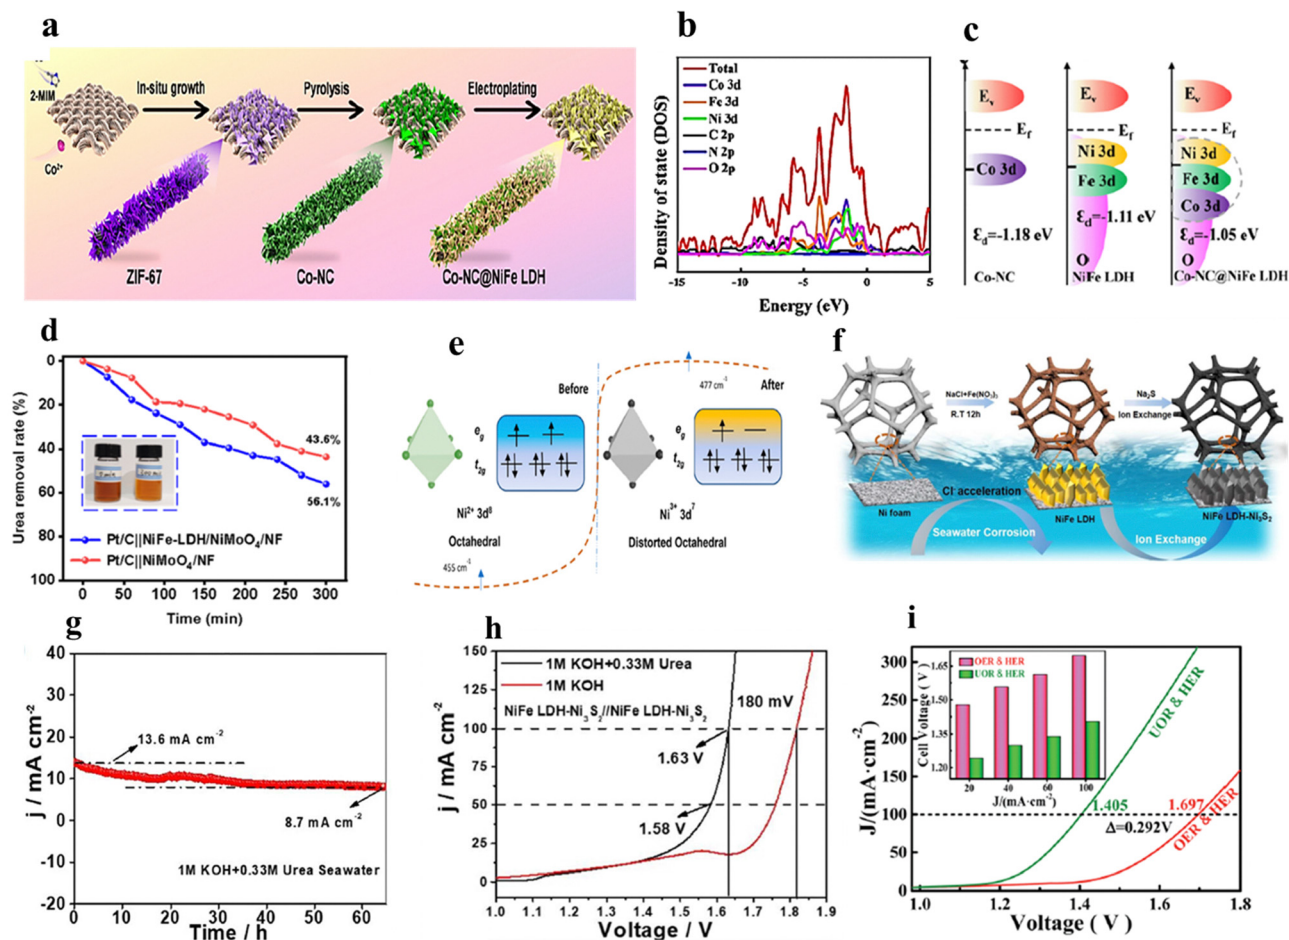 a
2-MIM
Co²⁺
In-situ growth
Pyrolysis
Electroplating
ZIF-67
Co-NC
Co-NC@NiFe LDH
b
Density of state (DOS)
Total
Co 3d
Fe 3d
Ni 3d
C 2p
N 2p
O 2p
-15 -10 -5 0 5
Energy (eV)
c
Eᵥ
Eᵥ
Eᵥ
E_f
E_f
Co 3d
Ni 3d
Fe 3d
Ni 3d
Fe 3d
Co 3d
Ɛd=-1.18 eV
Ɛd=-1.11 eV
Ɛd=-1.05 eV
O
O
Co-NC
NiFe LDH
Co-NC@NiFe LDH
d
Urea removal rate (%)
0
20
40
60
80
100
43.6%
56.1%
Pt/C||NiFe-LDH/NiMoO₄/NF
Pt/C||NiMoO₄/NF
0 50 100 150 200 250 300
Time (min)
e
Before
After
477 cm⁻¹
e_g
t₂g
e_g
t₂g
Ni²⁺ 3d⁸
Octahedral
Ni³⁺ 3d⁷
Distorted Octahedral
455 cm⁻¹
f
NaCl+Fe(NO₃)₃
R.T 12h
Na₂S
Ion Exchange
Ni foam
Cl⁻ acceleration
NiFe LDH
NiFe LDH-Ni₃S₂
Seawater Corrosion
Ion Exchange
g
j / mA cm⁻²
40
30
20
10
0
-10
-20
13.6 mA cm⁻²
8.7 mA cm⁻²
1M KOH+0.33M Urea Seawater
0 10 20 30 40 50 60
Time / h
h
j / mA cm⁻²
150
125
100
75
50
25
0
1M KOH+0.33M Urea
1M KOH
NiFe LDH-Ni₃S₂//NiFe LDH-Ni₃S₂
180 mV
1.63 V
1.58 V
1.0 1.1 1.2 1.3 1.4 1.5 1.6 1.7 1.8 1.9
Voltage / V
i
J/(mA·cm⁻²)
300
250
200
150
100
50
0
Cell Voltage ( V )
1.65
1.50
1.35
1.20
OER & HER
UOR & HER
20 40 60 100
J/(mA·cm⁻²)
UOR & HER
1.405
1.697
Δ=0.292V
OER & HER
1.0 1.2 1.4 1.6 1.8
Voltage ( V )